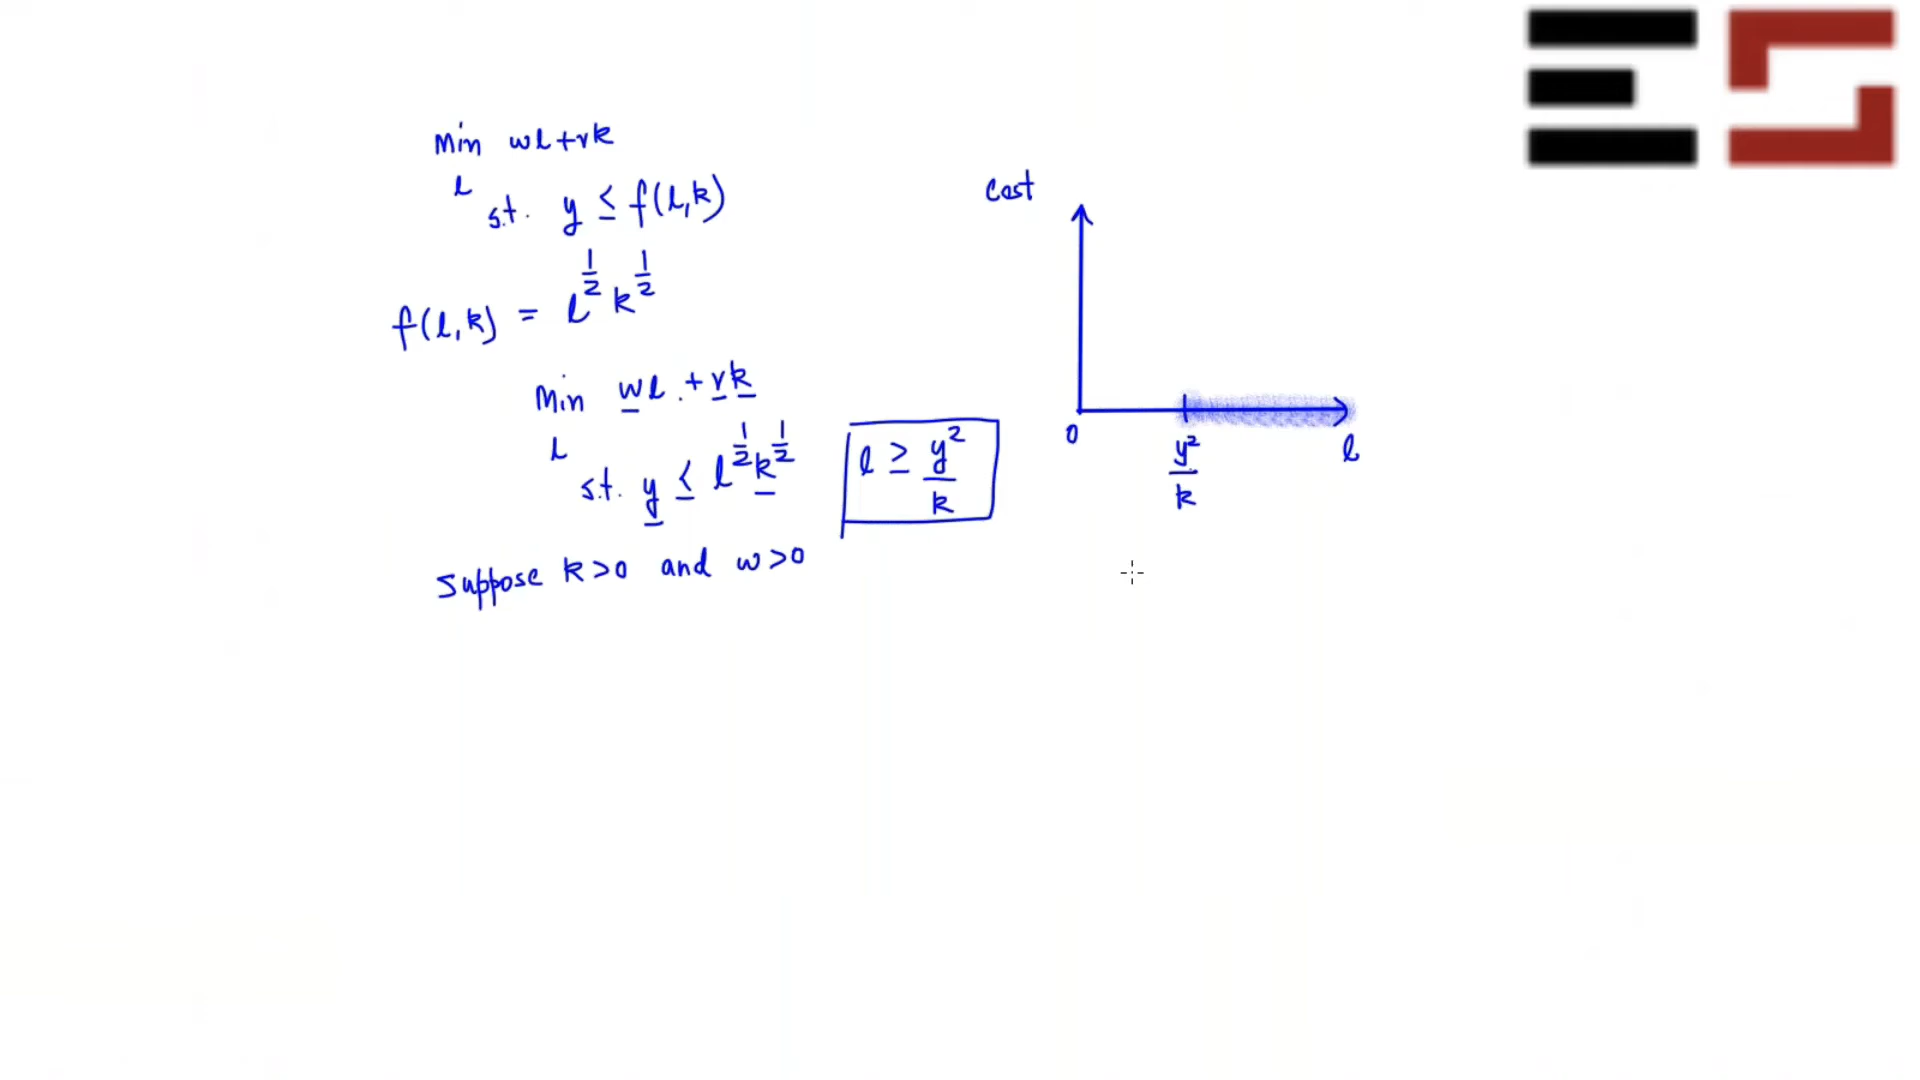 Min wl+rk
l
s.t. y ≤ f(l,k)
f(l,k) = l^{1/2} k^{1/2}
Min wl + rk
l
s.t. y ≤ l^{1/2} k^{1/2}
l ≥ y²/k
Suppose k>0 and w>0
Cost
0
y²/k
l
ES